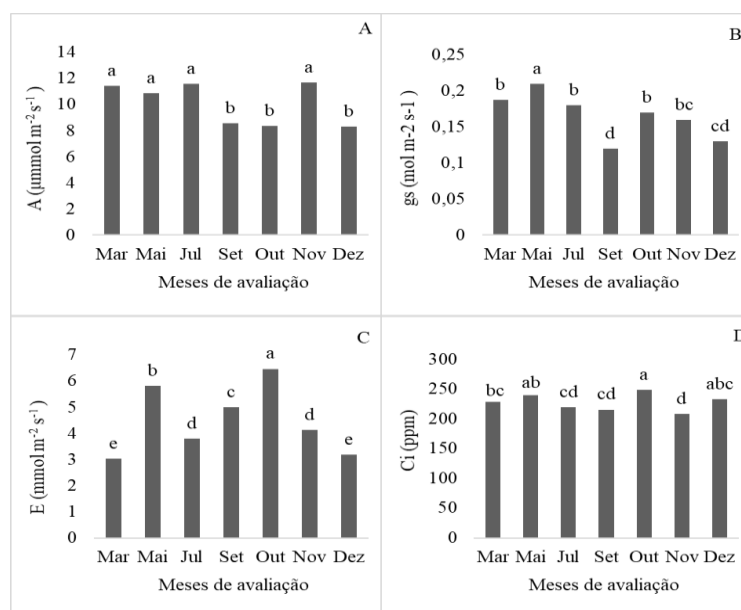 A
14
12
10
8
6
4
2
0
A (µmmol m⁻² s⁻¹)
a a a b b a b
Mar Mai Jul Set Out Nov Dez
Meses de avaliação
B
0,25
0,2
0,15
0,1
0,05
0
gs (mol m-2 s-1)
b a b d b bc cd
Mar Mai Jul Set Out Nov Dez
Meses de avaliação
C
7
6
5
4
3
2
1
0
E (mmol m⁻² s⁻¹)
e b d c a d e
Mar Mai Jul Set Out Nov Dez
Meses de avaliação
D
300
250
200
150
100
50
0
Ci (ppm)
bc ab cd cd a d abc
Mar Mai Jul Set Out Nov Dez
Meses de avaliação